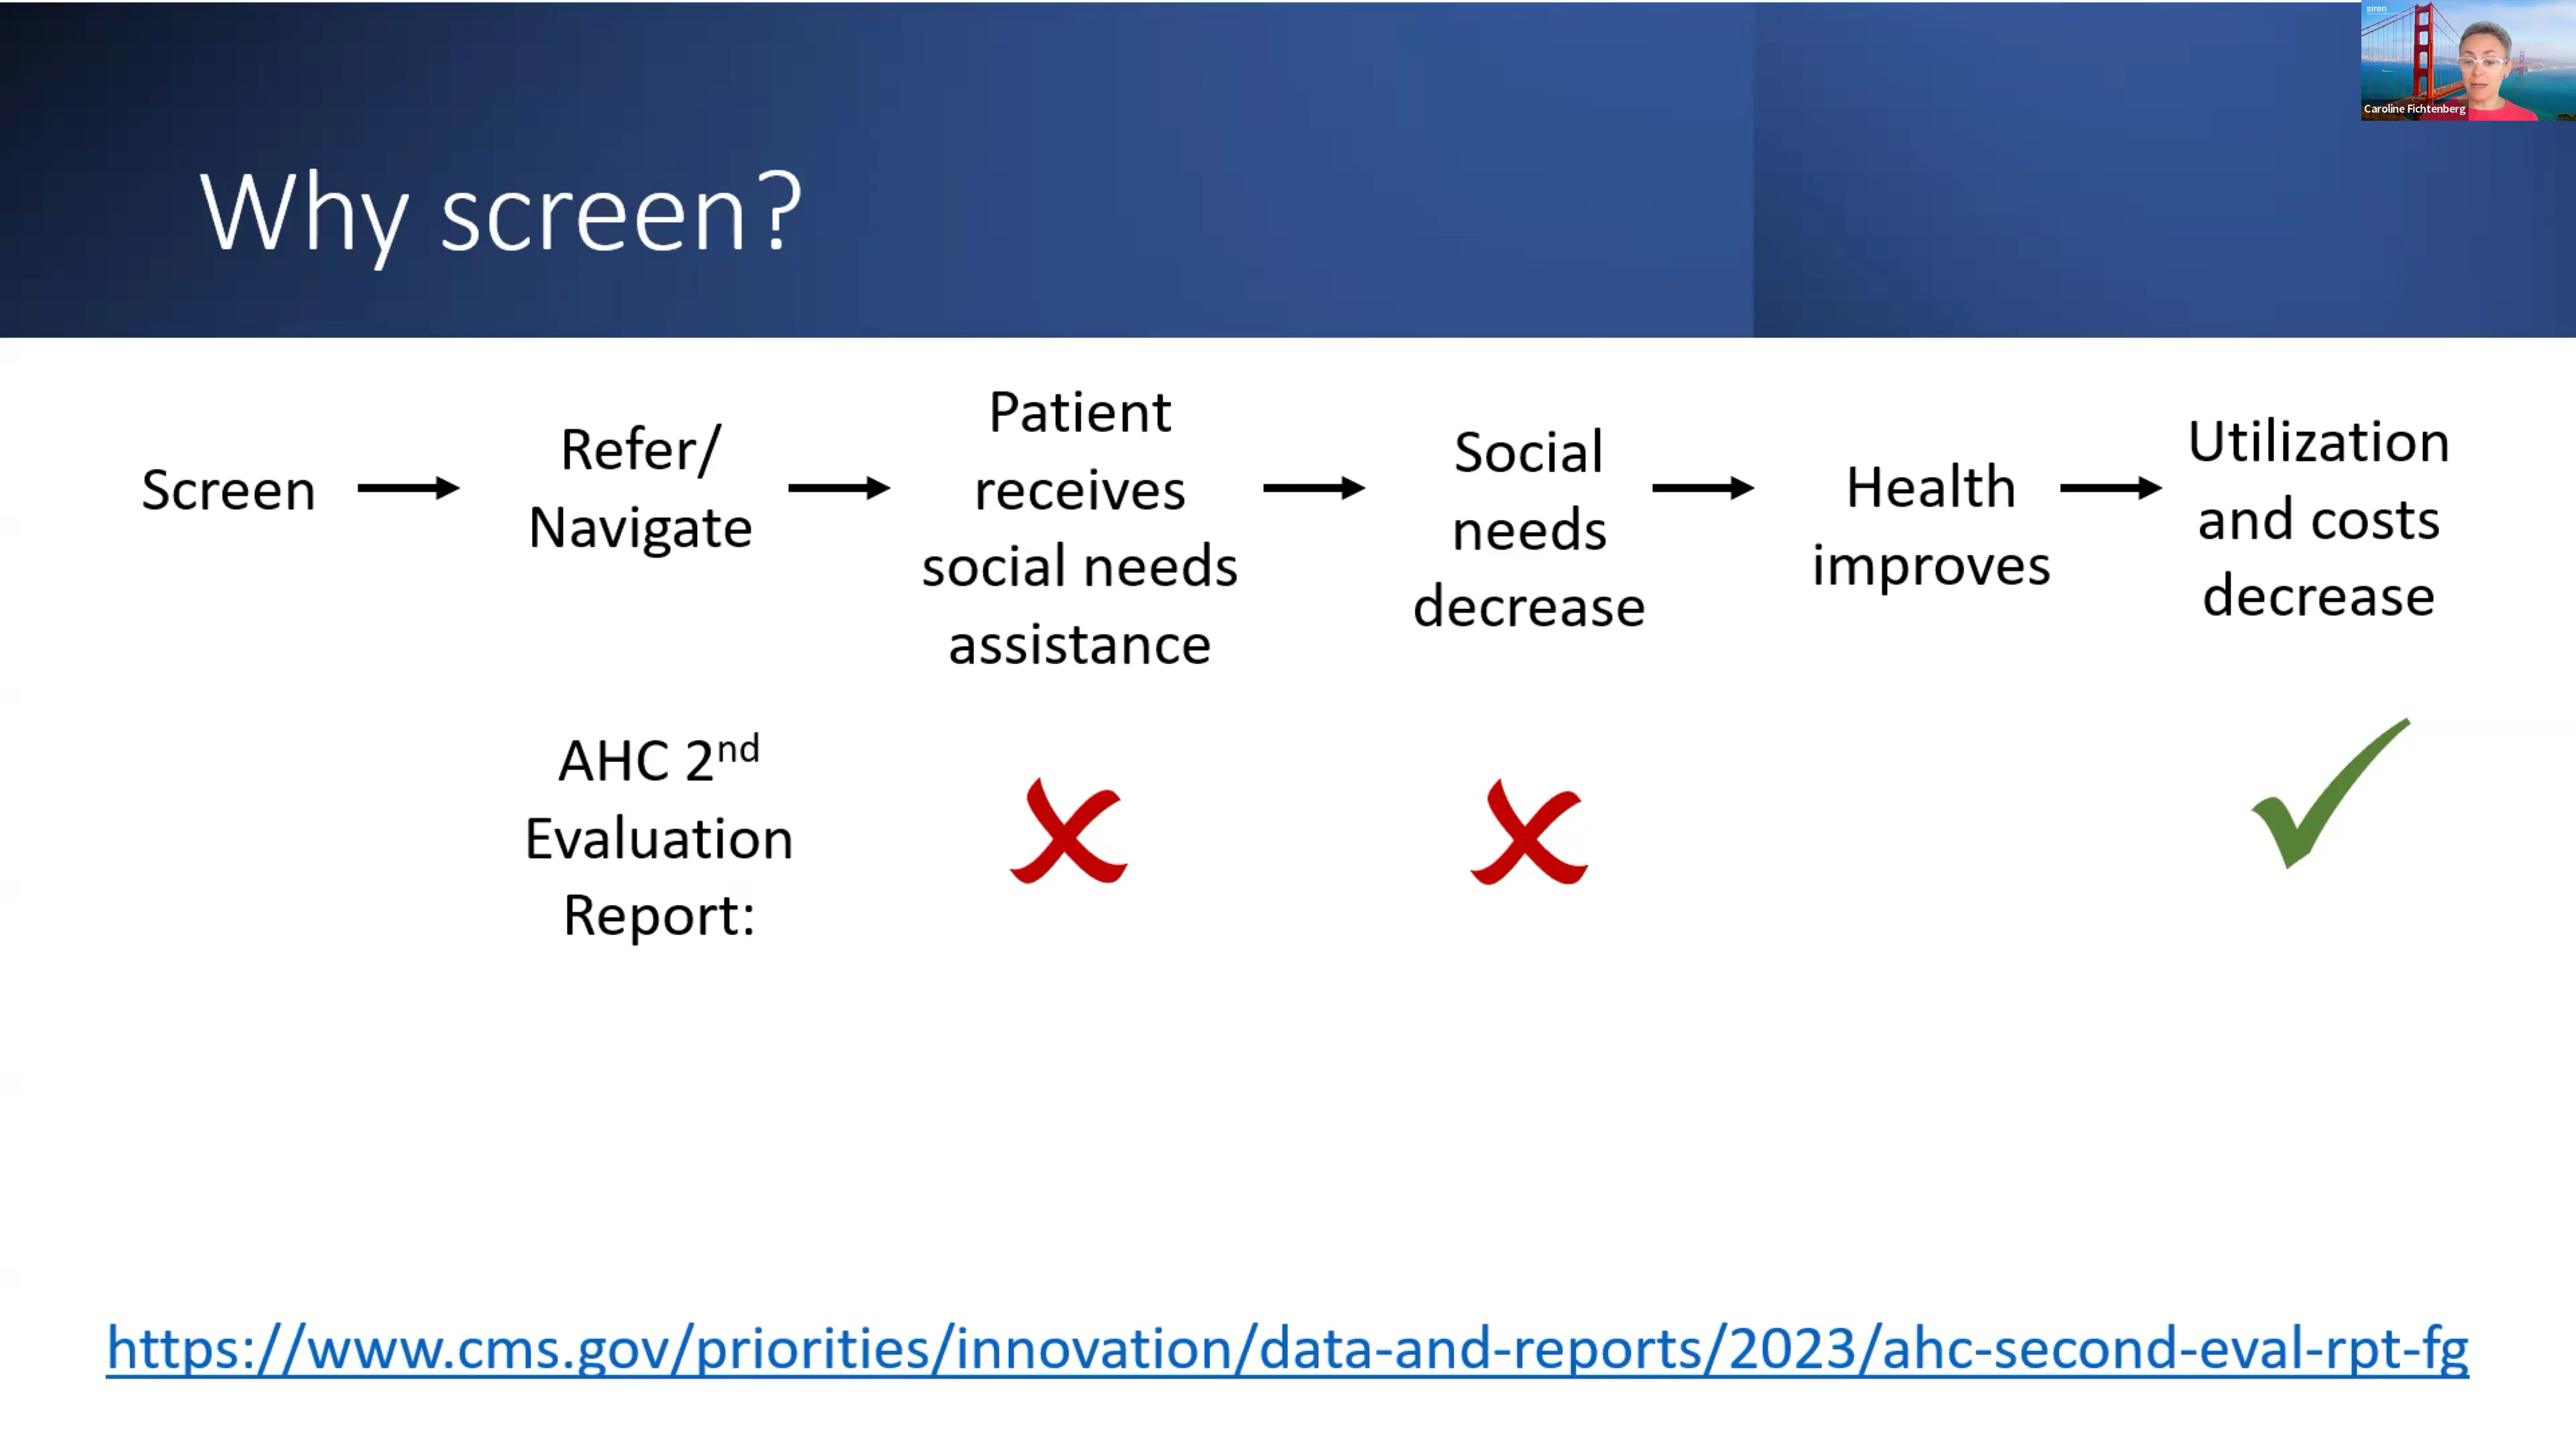 siren
Caroline Fichtenberg
Why screen?
Screen
Refer/
Navigate
Patient
receives
social needs
assistance
Social
needs
decrease
Health
improves
Utilization
and costs
decrease
AHC 2nd
Evaluation
Report:
https://www.cms.gov/priorities/innovation/data-and-reports/2023/ahc-second-eval-rpt-fg